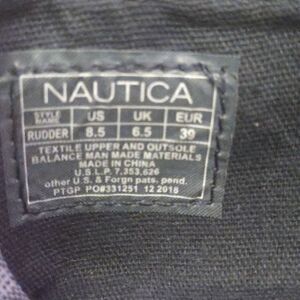 NAUTICA
STYLE NAME US UK EUR
RUDDER 8.5 6.5 39
TEXTILE UPPER AND OUTSOLE
BALANCE MAN MADE MATERIALS
MADE IN CHINA
U.S.L.P. 7,353,626
other U.S. & Forgn pats. pend.
PTGP PO#331251 12 2018